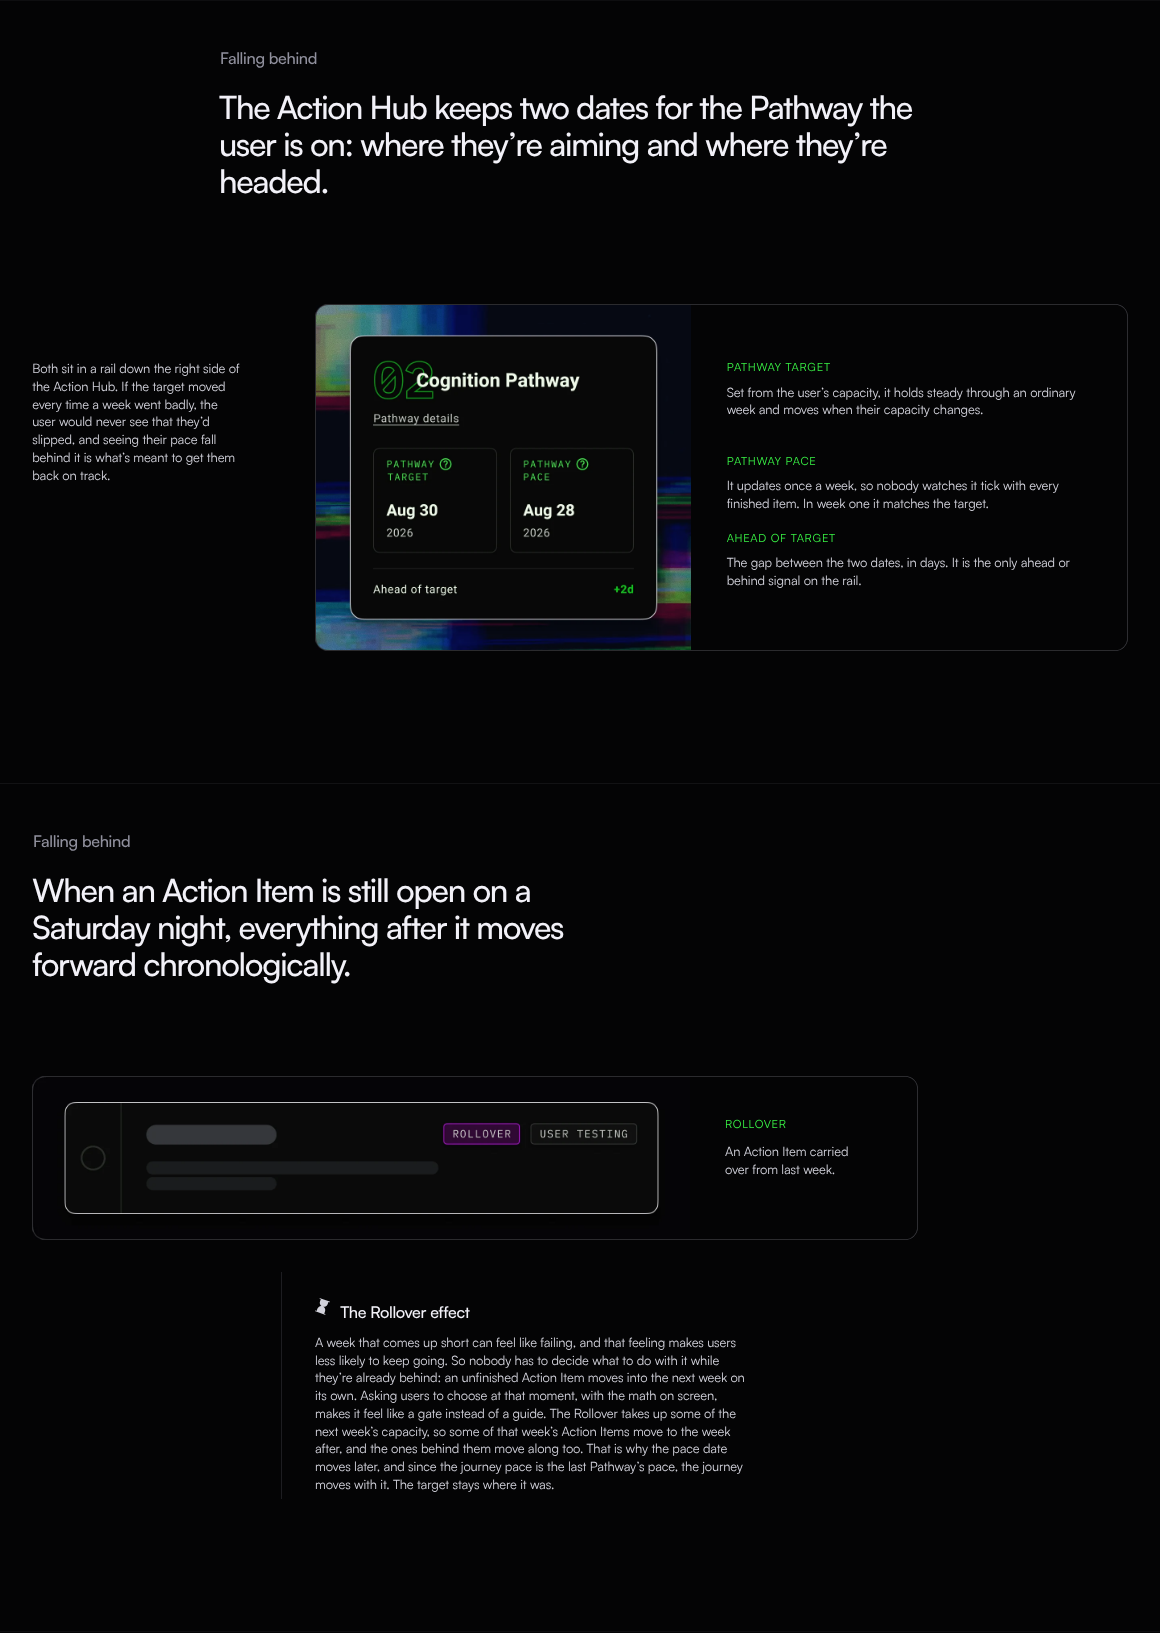 Falling behind
The Action Hub keeps two dates for the Pathway the
user is on: where they’re aiming and where they’re
headed.
Both sit in a rail down the right side of
the Action Hub. If the target moved
every time a week went badly, the
user would never see that they’d
slipped, and seeing their pace fall
behind it is what’s meant to get them
back on track.
02
Cognition Pathway
Pathway details
PATHWAY
TARGET
Aug 30
2026
PATHWAY
PACE
Aug 28
2026
Ahead of target
+2d
PATHWAY TARGET
Set from the user’s capacity, it holds steady through an ordinary
week and moves when their capacity changes.
PATHWAY PACE
It updates once a week, so nobody watches it tick with every
finished item. In week one it matches the target.
AHEAD OF TARGET
The gap between the two dates, in days. It is the only ahead or
behind signal on the rail.
Falling behind
When an Action Item is still open on a
Saturday night, everything after it moves
forward chronologically.
ROLLOVER
USER TESTING
ROLLOVER
An Action Item carried
over from last week.
The Rollover effect
A week that comes up short can feel like failing, and that feeling makes users
less likely to keep going. So nobody has to decide what to do with it while
they’re already behind: an unfinished Action Item moves into the next week on
its own. Asking users to choose at that moment, with the math on screen,
makes it feel like a gate instead of a guide. The Rollover takes up some of the
next week’s capacity, so some of that week’s Action Items move to the week
after, and the ones behind them move along too. That is why the pace date
moves later, and since the journey pace is the last Pathway’s pace, the journey
moves with it. The target stays where it was.